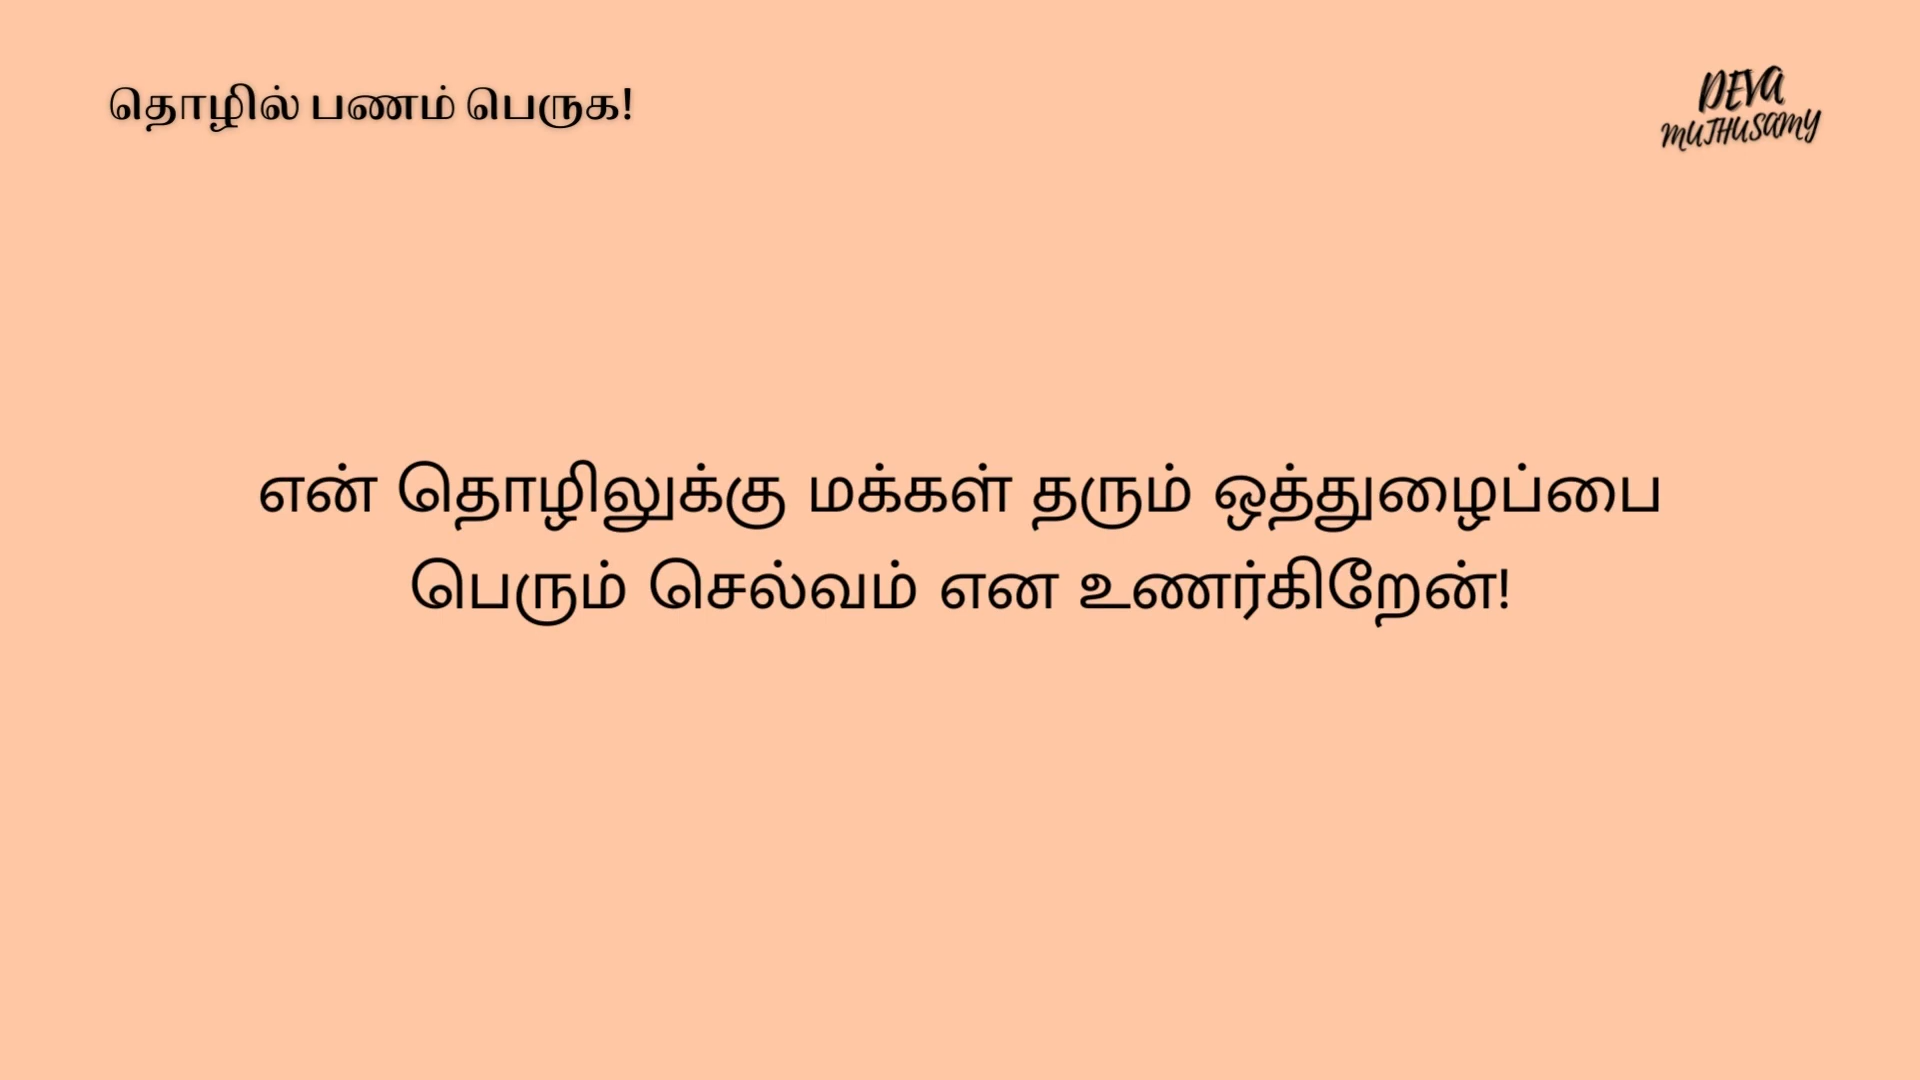 தொழில் பணம் பெருக!
DEVA
MUTHUSAMY
என் தொழிலுக்கு மக்கள் தரும் ஒத்துழைப்பை
பெரும் செல்வம் என உணர்கிறேன்!